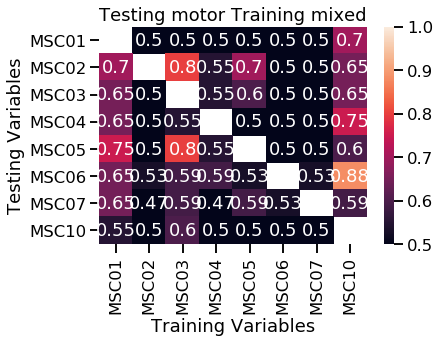 Testing motor Training mixed
Testing Variables
MSC01 0.5 0.5 0.5 0.5 0.5 0.5 0.7
MSC02 0.7 0.8 0.55 0.7 0.5 0.5 0.65
MSC03 0.65 0.5 0.55 0.6 0.5 0.5 0.65
MSC04 0.65 0.5 0.55 0.5 0.5 0.5 0.75
MSC05 0.75 0.5 0.8 0.55 0.5 0.5 0.6
MSC06 0.65 0.53 0.59 0.59 0.53 0.53 0.88
MSC07 0.65 0.47 0.59 0.47 0.59 0.53 0.59
MSC10 0.55 0.5 0.6 0.5 0.5 0.5 0.5
MSC01 MSC02 MSC03 MSC04 MSC05 MSC06 MSC07 MSC10
Training Variables
1.0
0.9
0.8
0.7
0.6
0.5